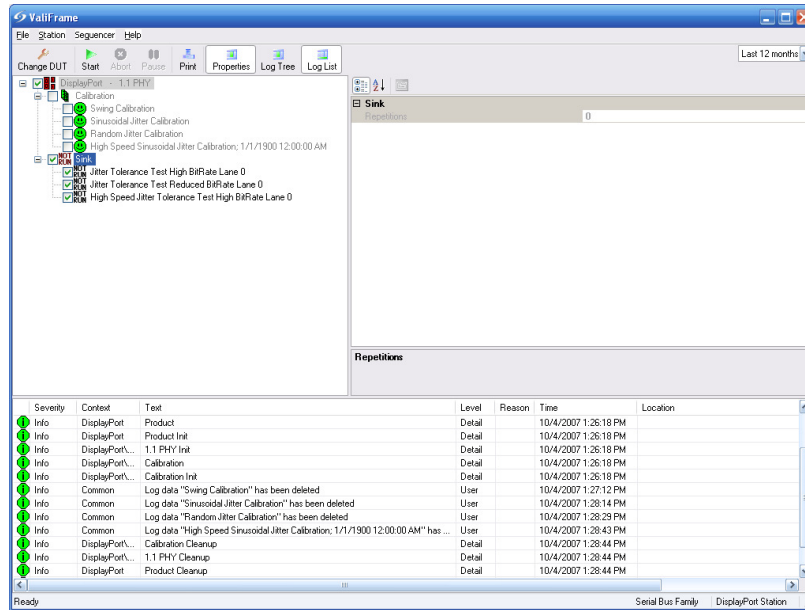 ValiFrame
File Station Sequencer Help
Change DUT Start Abort Pause Print Properties Log Tree Log List Last 12 months
DisplayPort - 1.1 PHY
Calibration
Swing Calibration
Sinusoidal Jitter Calibration
Random Jitter Calibration
High Speed Sinusoidal Jitter Calibration; 1/1/1900 12:00:00 AM
NOT RUN Sink
NOT RUN Jitter Tolerance Test High BitRate Lane 0
NOT RUN Jitter Tolerance Test Reduced BitRate Lane 0
NOT RUN High Speed Jitter Tolerance Test High BitRate Lane 0
Sink
Repetitions 0
Repetitions
Severity Context Text Level Reason Time Location
Info DisplayPort Product Detail 10/4/2007 1:26:18 PM
Info DisplayPort Product Init Detail 10/4/2007 1:26:18 PM
Info DisplayPort\... 1.1 PHY Init Detail 10/4/2007 1:26:18 PM
Info DisplayPort\... Calibration Detail 10/4/2007 1:26:18 PM
Info DisplayPort\... Calibration Init Detail 10/4/2007 1:26:18 PM
Info Common Log data "Swing Calibration" has been deleted User 10/4/2007 1:27:12 PM
Info Common Log data "Sinusoidal Jitter Calibration" has been deleted User 10/4/2007 1:28:14 PM
Info Common Log data "Random Jitter Calibration" has been deleted User 10/4/2007 1:28:29 PM
Info Common Log data "High Speed Sinusoidal Jitter Calibration; 1/1/1900 12:00:00 AM" has ... User 10/4/2007 1:28:43 PM
Info DisplayPort\... Calibration Cleanup Detail 10/4/2007 1:28:44 PM
Info DisplayPort\... 1.1 PHY Cleanup Detail 10/4/2007 1:28:44 PM
Info DisplayPort Product Cleanup Detail 10/4/2007 1:28:44 PM
Ready Serial Bus Family DisplayPort Station